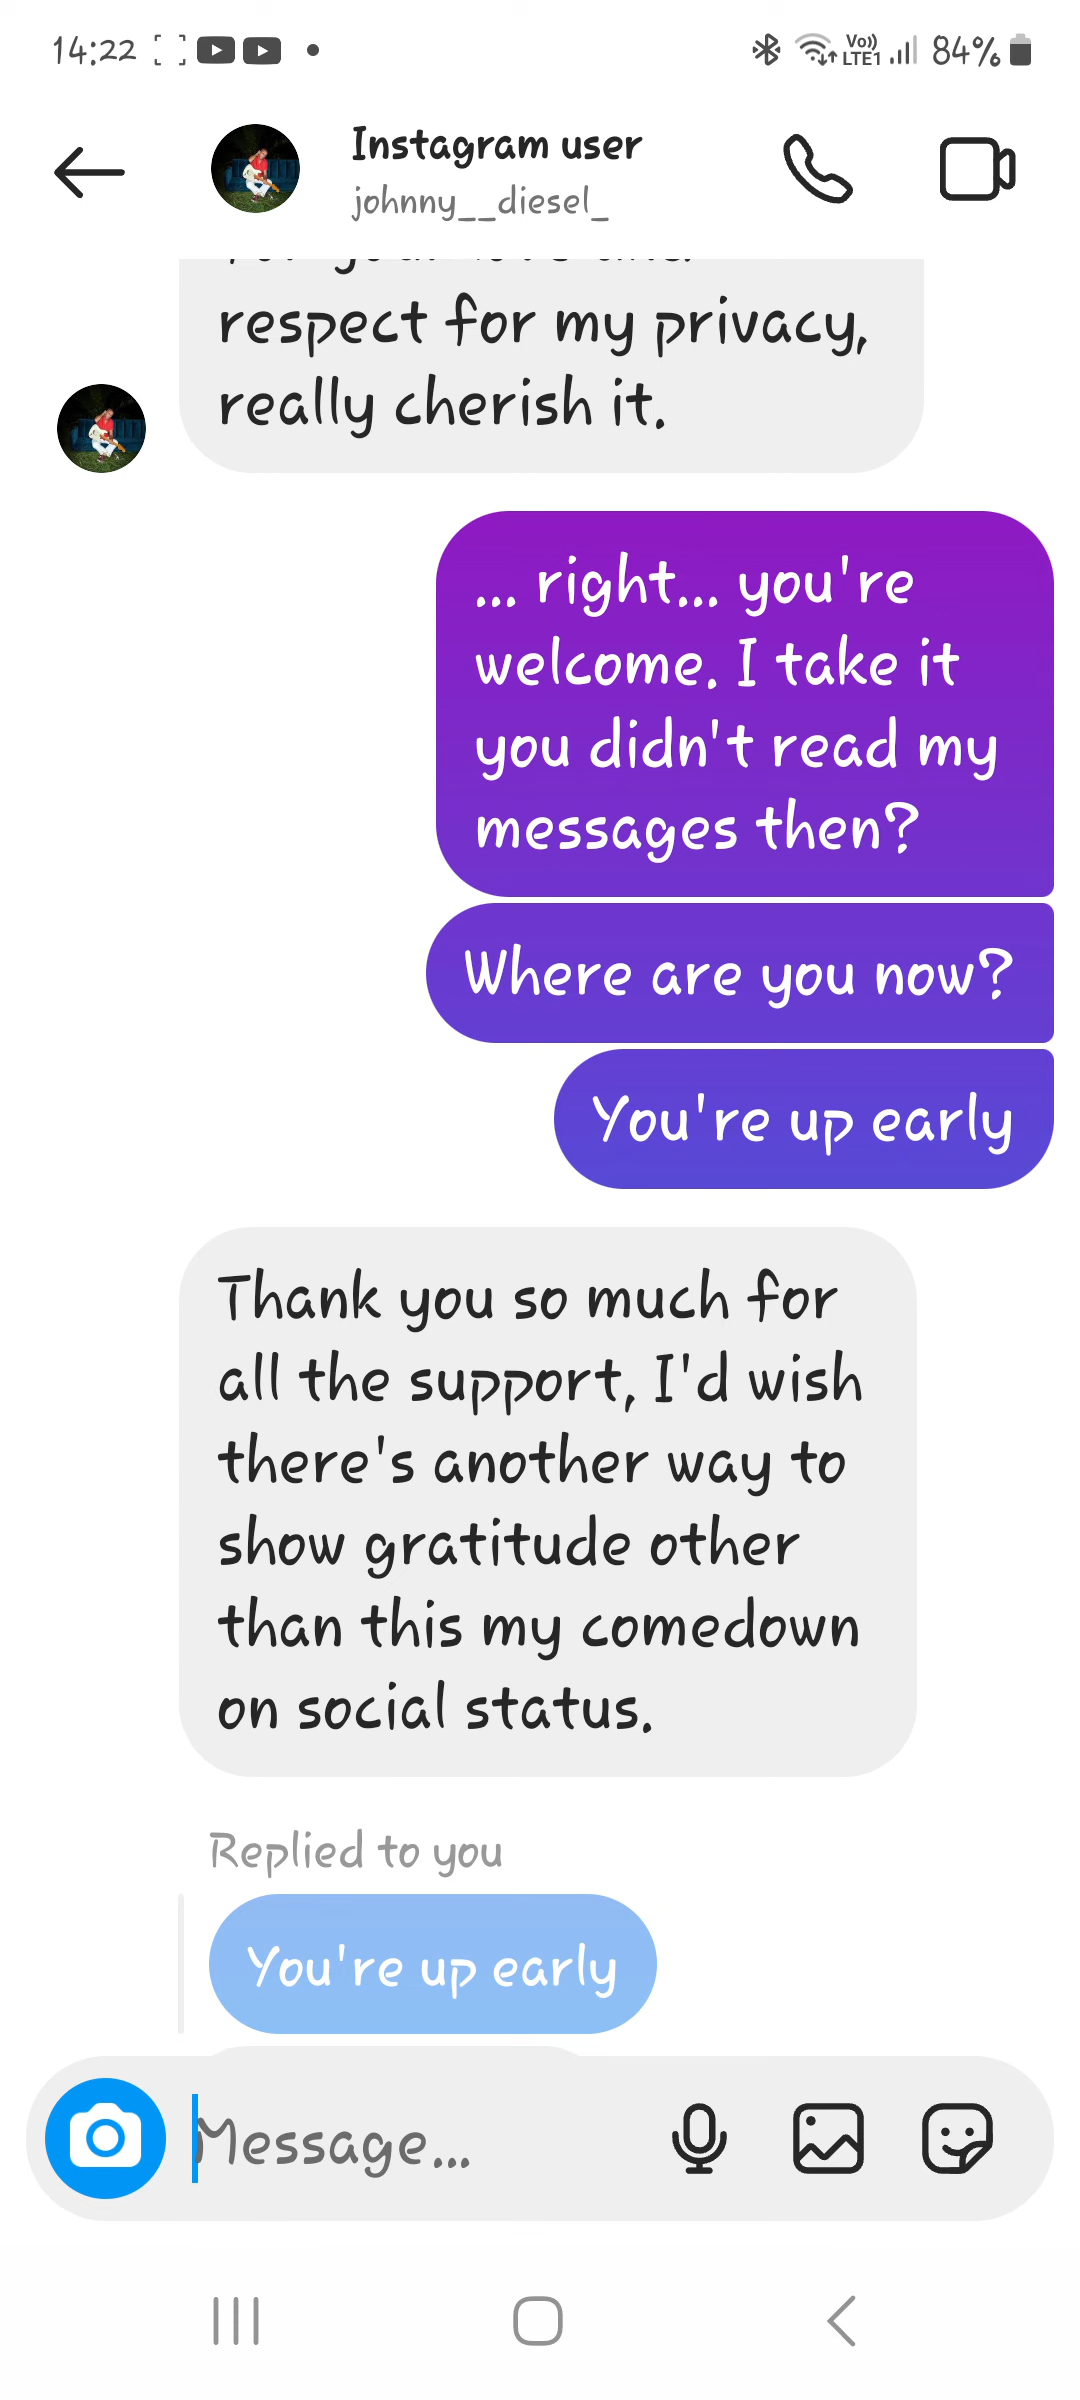 14:22
Vo))
LTE1
84%
Instagram user
johnny__diesel_
respect for my privacy,
really cherish it.
... right... you're
welcome. I take it
you didn't read my
messages then?
Where are you now?
You're up early
Thank you so much for
all the support, I'd wish
there's another way to
show gratitude other
than this my comedown
on social status.
Replied to you
You're up early
Message...